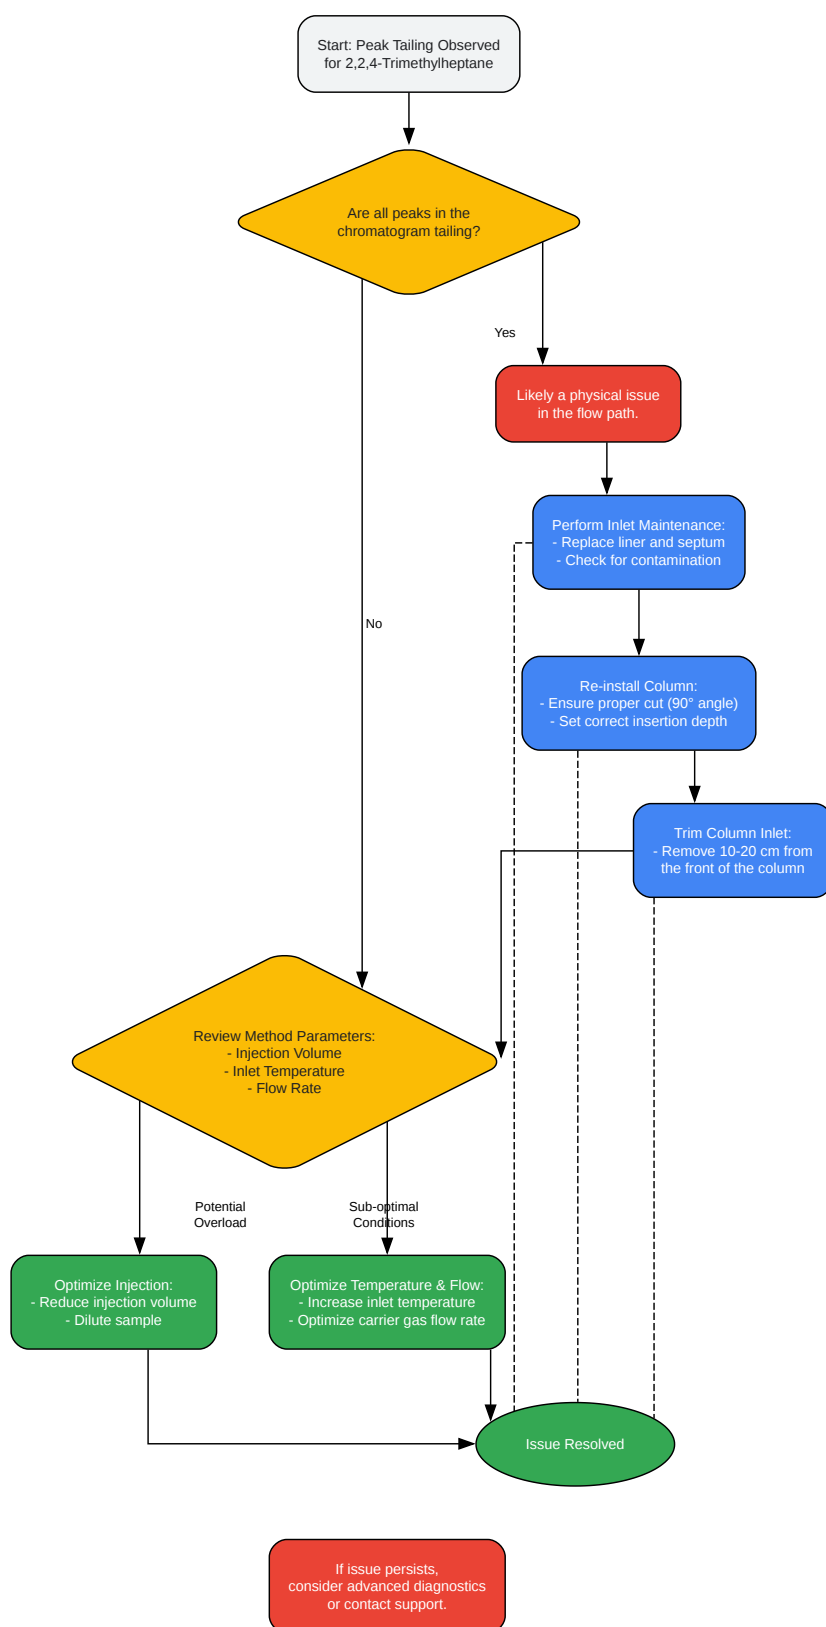 Start: Peak Tailing Observed
for 2,2,4-Trimethylheptane
Are all peaks in the
chromatogram tailing?
Yes
Likely a physical issue
in the flow path.
Perform Inlet Maintenance:
- Replace liner and septum
- Check for contamination
No
Re-install Column:
- Ensure proper cut (90° angle)
- Set correct insertion depth
Trim Column Inlet:
- Remove 10-20 cm from
the front of the column
Review Method Parameters:
- Injection Volume
- Inlet Temperature
- Flow Rate
Potential
Overload
Sub-optimal
Conditions
Optimize Injection:
- Reduce injection volume
- Dilute sample
Optimize Temperature & Flow:
- Increase inlet temperature
- Optimize carrier gas flow rate
Issue Resolved
If issue persists,
consider advanced diagnostics
or contact support.